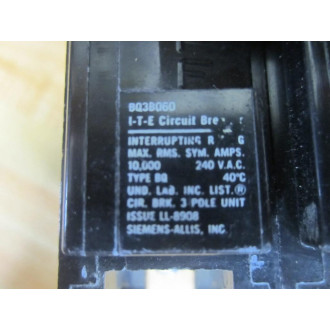 BQ3B060
I-T-E Circuit
INTERRUPTING
MAX. RMS. SYM. AMPS.
10,000 240 V.A.C.
TYPE BQ 40°C
UND. LAB. INC. LIST.®
CIR. BRK. 3 POLE UNIT
ISSUE LL-8908
SIEMENS-ALLIS, INC.